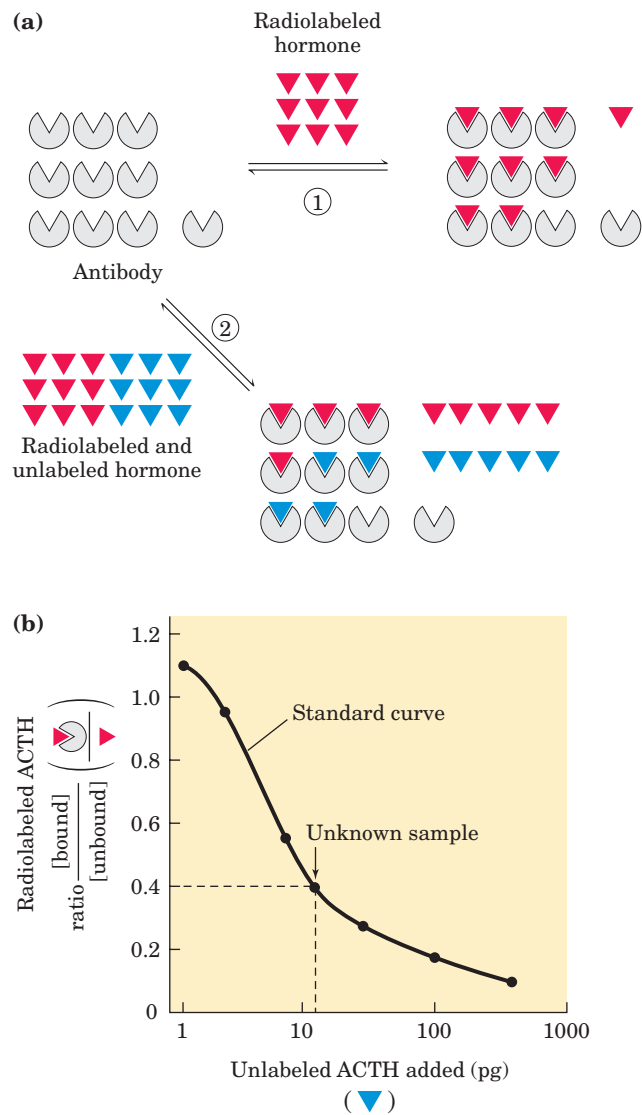 (a)
Radiolabeled
hormone
1
Antibody
2
Radiolabeled and
unlabeled hormone
(b)
Radiolabeled ACTH
ratio [bound]
[unbound]
1.2
1.0
0.8
0.6
0.4
0.2
0
Standard curve
Unknown sample
1 10 100 1000
Unlabeled ACTH added (pg)
( )